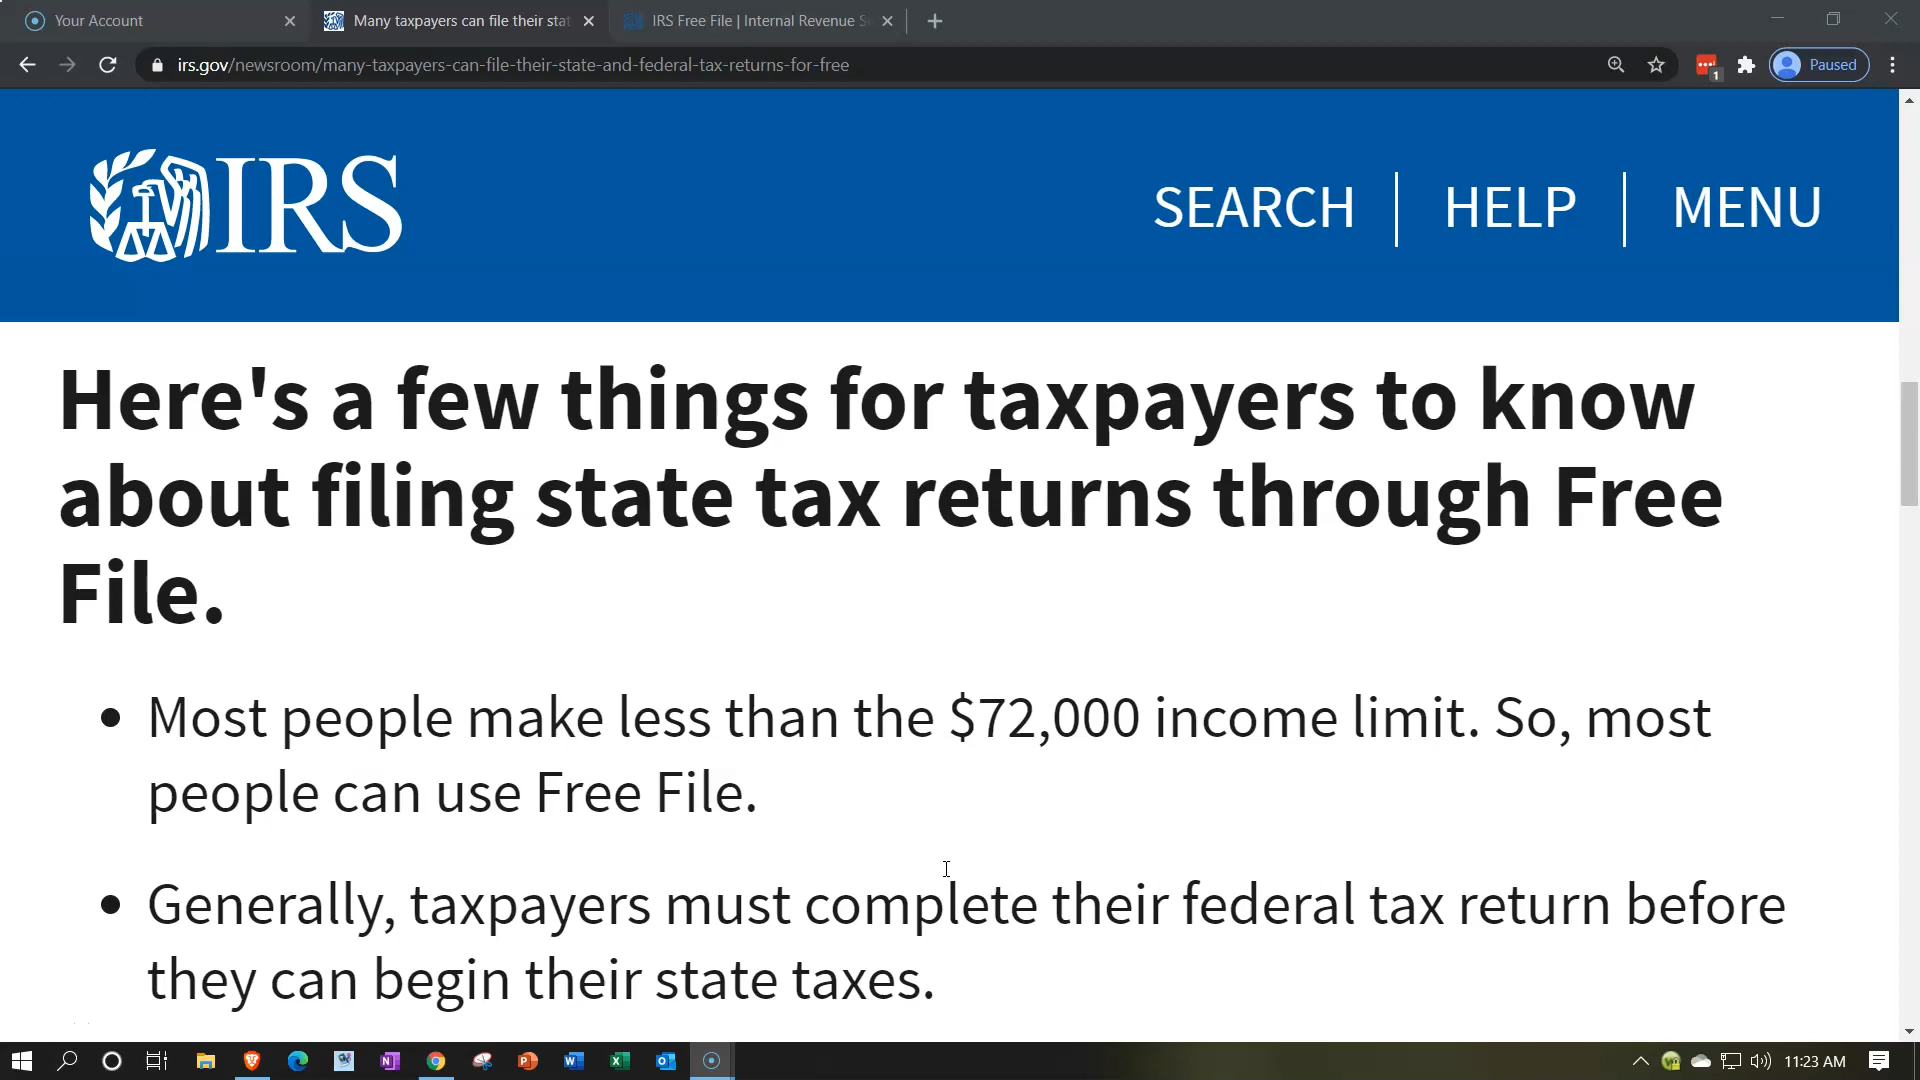 Your Account
Many taxpayers can file their stat
IRS Free File | Internal Revenue S
irs.gov/newsroom/many-taxpayers-can-file-their-state-and-federal-tax-returns-for-free
1
Paused
IRS
SEARCH
HELP
MENU
Here's a few things for taxpayers to know
about filing state tax returns through Free
File.
• Most people make less than the $72,000 income limit. So, most
people can use Free File.
• Generally, taxpayers must complete their federal tax return before
they can begin their state taxes.
11:23 AM